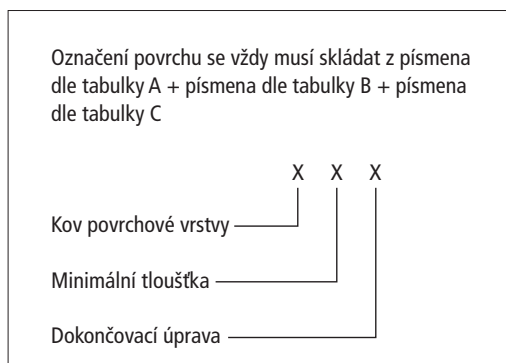 Označení povrchu se vždy musí skládat z písmena
dle tabulky A + písmena dle tabulky B + písmena
dle tabulky C
X X X
Kov povrchové vrstvy
Minimální tloušťka
Dokončovací úprava